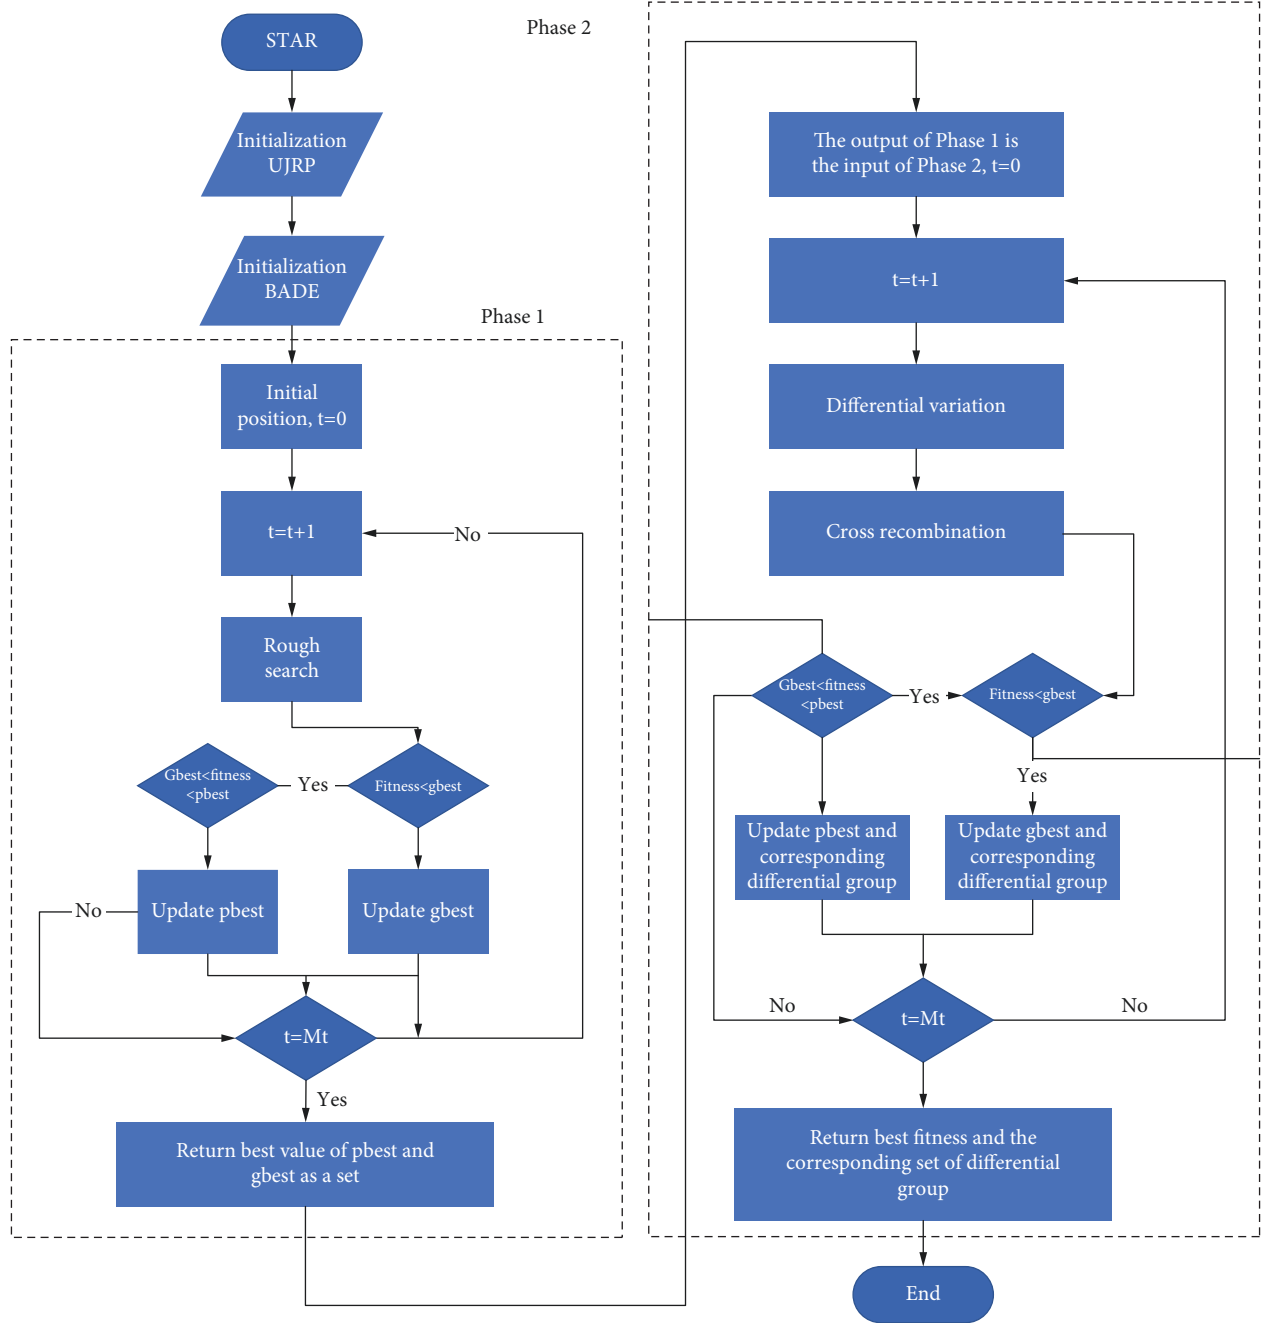 STAR
Initialization
UJRP
Initialization
BADE
Phase 1
Initial
position, t=0
t=t+1
No
Rough
search
Gbest<fitness
<pbest
Yes
Fitness<gbest
No
Update pbest
Update gbest
t=Mt
Yes
Return best value of pbest and
gbest as a set
Phase 2
The output of Phase 1 is
the input of Phase 2, t=0
t=t+1
Differential variation
Cross recombination
Gbest<fitness
<pbest
Yes
Fitness<gbest
Yes
Update pbest and
corresponding
differential group
Update gbest and
corresponding
differential group
No
t=Mt
No
Return best fitness and the
corresponding set of differential
group
End